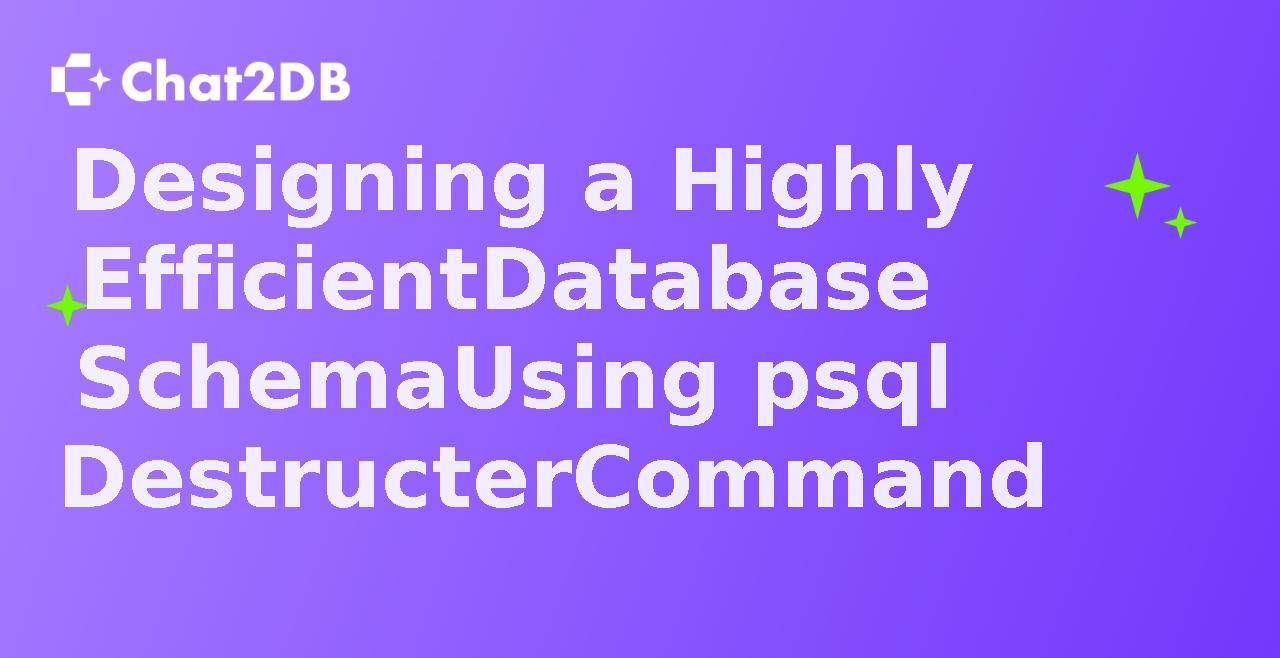 Chat2DB
Designing a Highly
EfficientDatabase
SchemaUsing psql
DestructerCommand